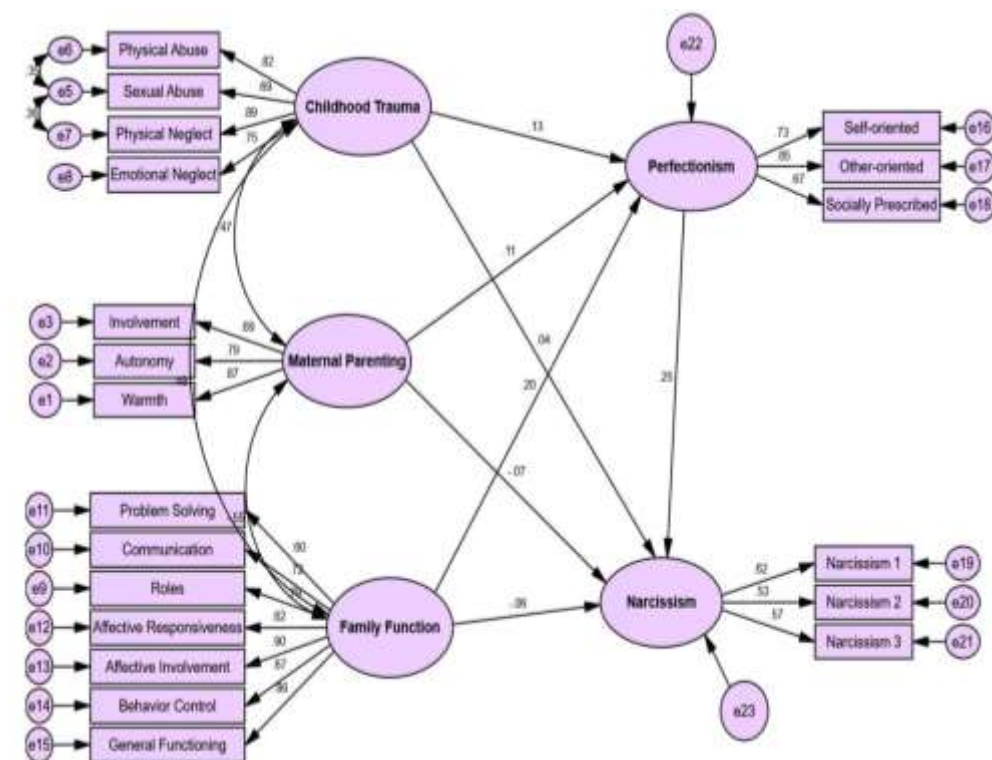 e22
e6
Physical Abuse
.82
e5
Sexual Abuse
.69
Childhood Trauma
e7
Physical Neglect
.89
e8
Emotional Neglect
.75
.13
Perfectionism
.73
Self-oriented
e16
Other-oriented
e17
.67
Socially Prescribed
e18
.47
.11
e3
Involvement
e2
Autonomy
.79
Maternal Parenting
e1
Warmth
.87
.04
.20
.25
-.07
e11
Problem Solving
e10
Communication
e9
Roles
e12
Affective Responsiveness
.82
e13
Affective Involvement
.90
e14
Behavior Control
e15
General Functioning
Family Function
Narcissism
.62
Narcissism 1
e19
.53
Narcissism 2
e20
.57
Narcissism 3
e21
e23